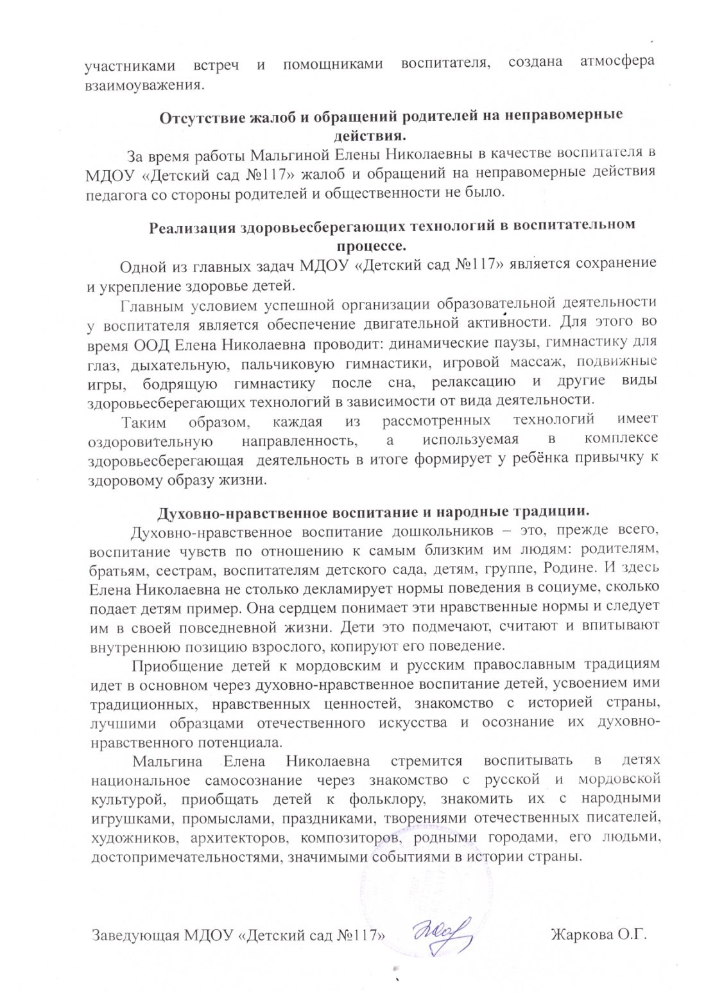 участниками встреч и помощниками воспитателя, создана атмосфера
взаимоуважения.
Отсутствие жалоб и обращений родителей на неправомерные
действия.
За время работы Мальгиной Елены Николаевны в качестве воспитателя в
МДОУ «Детский сад №117» жалоб и обращений на неправомерные действия
педагога со стороны родителей и общественности не было.
Реализация здоровьесберегающих технологий в воспитательном
процессе.
Одной из главных задач МДОУ «Детский сад №117» является сохранение
и укрепление здоровье детей.
Главным условием успешной организации образовательной деятельности
у воспитателя является обеспечение двигательной активности. Для этого во
время ООД Елена Николаевна проводит: динамические паузы, гимнастику для
глаз, дыхательную, пальчиковую гимнастики, игровой массаж, подвижные
игры, бодрящую гимнастику после сна, релаксацию и другие виды
здоровьесберегающих технологий в зависимости от вида деятельности.
Таким образом, каждая из рассмотренных технологий имеет
оздоровительную направленность, а используемая в комплексе
здоровьесберегающая деятельность в итоге формирует у ребёнка привычку к
здоровому образу жизни.
Духовно-нравственное воспитание и народные традиции.
Духовно-нравственное воспитание дошкольников – это, прежде всего,
воспитание чувств по отношению к самым близким им людям: родителям,
братьям, сестрам, воспитателям детского сада, детям, группе, Родине. И здесь
Елена Николаевна не столько декламирует нормы поведения в социуме, сколько
подает детям пример. Она сердцем понимает эти нравственные нормы и следует
им в своей повседневной жизни. Дети это подмечают, считают и впитывают
внутреннюю позицию взрослого, копируют его поведение.
Приобщение детей к мордовским и русским православным традициям
идет в основном через духовно-нравственное воспитание детей, усвоением ими
традиционных, нравственных ценностей, знакомство с историей страны,
лучшими образцами отечественного искусства и осознание их духовно-
нравственного потенциала.
Мальгина Елена Николаевна стремится воспитывать в детях
национальное самосознание через знакомство с русской и мордовской
культурой, приобщать детей к фольклору, знакомить их с народными
игрушками, промыслами, праздниками, творениями отечественных писателей,
художников, архитекторов, композиторов, родными городами, его людьми,
достопримечательностями, значимыми событиями в истории страны.
Заведующая МДОУ «Детский сад №117» Жаркова О.Г.